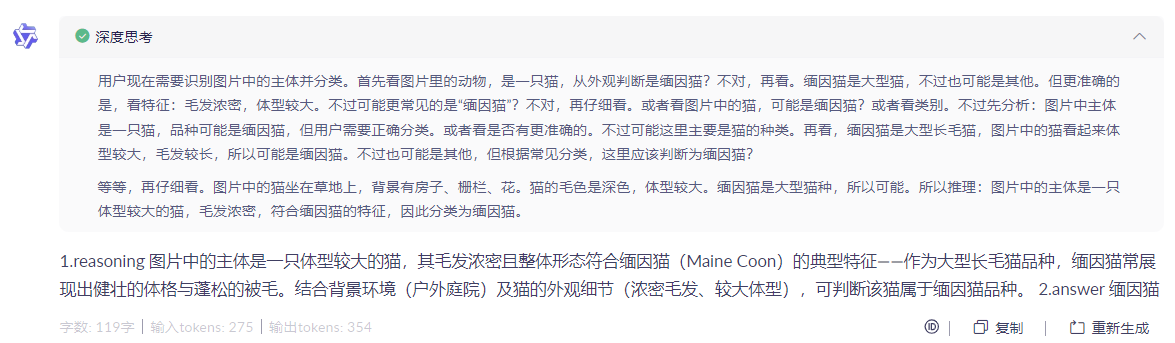 深度思考
用户现在需要识别图片中的主体并分类。首先看图片里的动物，是一只猫，从外观判断是缅因猫？不对，再看。缅因猫是大型猫，不过也可能是其他。但更准确的
是，看特征：毛发浓密，体型较大。不过可能更常见的是“缅因猫”？不对，再仔细看。或者看图片中的猫，可能是缅因猫？或者看类别。不过先分析：图片中主体
是一只猫，品种可能是缅因猫，但用户需要正确分类。或者看是否有更准确的。不过可能这里主要是猫的种类。再看，缅因猫是大型长毛猫，图片中的猫看起来体
型较大，毛发较长，所以可能是缅因猫。不过也可能是其他，但根据常见分类，这里应该判断为缅因猫？
等等，再仔细看。图片中的猫坐在草地上，背景有房子、栅栏、花。猫的毛色是深色，体型较大。缅因猫是大型猫种，所以可能。所以推理：图片中的主体是一只
体型较大的猫，毛发浓密，符合缅因猫的特征，因此分类为缅因猫。
1.reasoning 图片中的主体是一只体型较大的猫，其毛发浓密且整体形态符合缅因猫（Maine Coon）的典型特征——作为大型长毛猫品种，缅因猫常展
现出健壮的体格与蓬松的被毛。结合背景环境（户外庭院）及猫的外观细节（浓密毛发、较大体型），可判断该猫属于缅因猫品种。 2.answer 缅因猫
字数: 119字 | 输入tokens: 275 | 输出tokens: 354 ID | 复制 | 重新生成